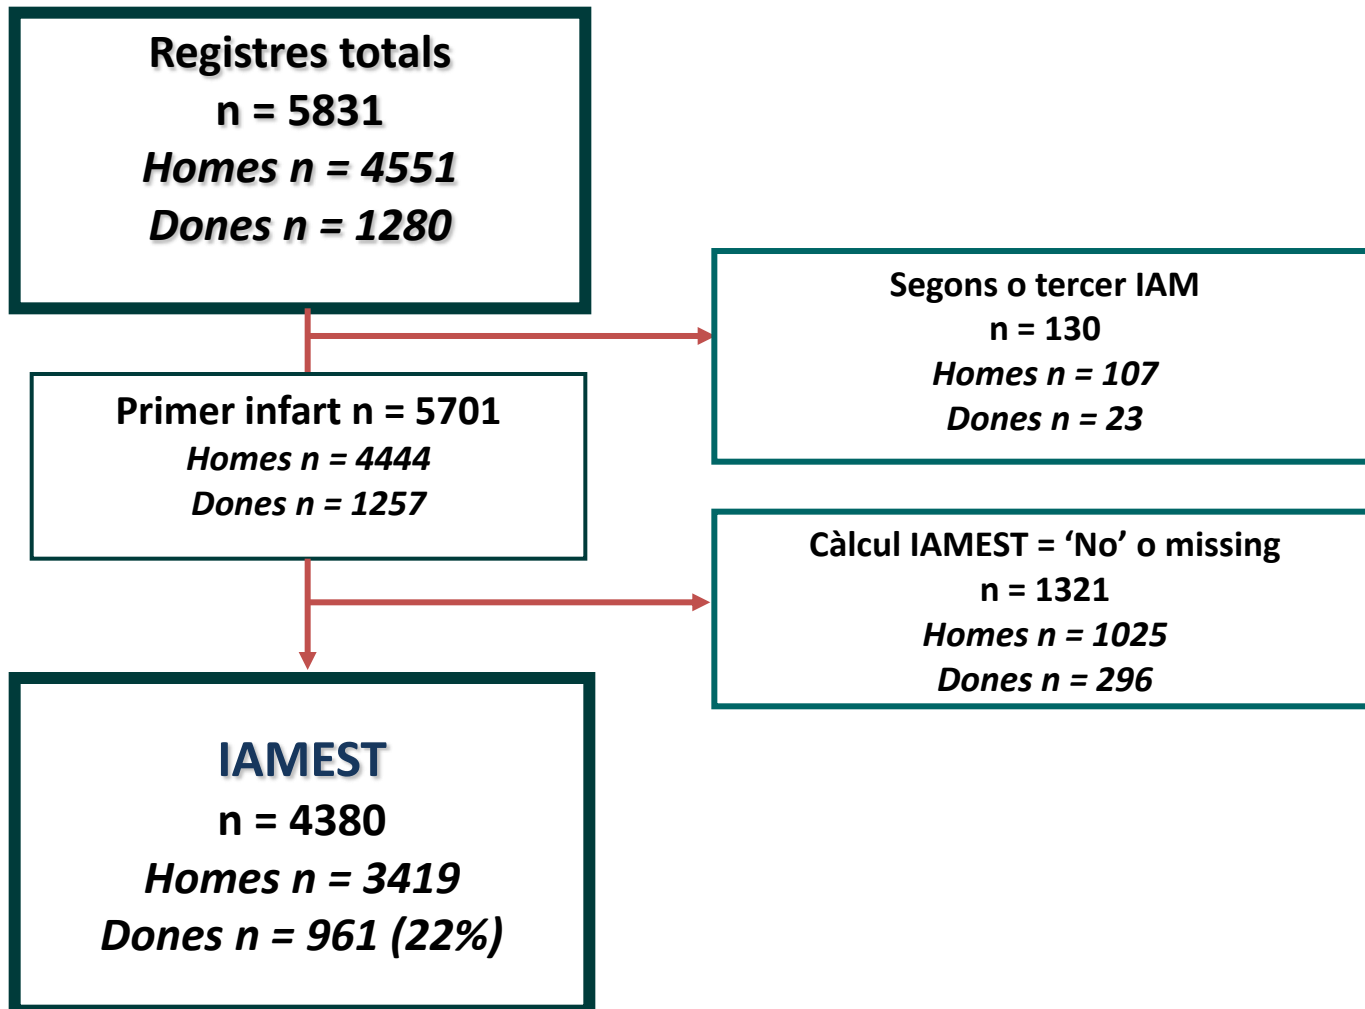 Registres totals
n = 5831
Homes n = 4551
Dones n = 1280
Segons o tercer IAM
n = 130
Homes n = 107
Dones n = 23
Primer infart n = 5701
Homes n = 4444
Dones n = 1257
Càlcul IAMEST = ‘No’ o missing
n = 1321
Homes n = 1025
Dones n = 296
IAMEST
n = 4380
Homes n = 3419
Dones n = 961 (22%)